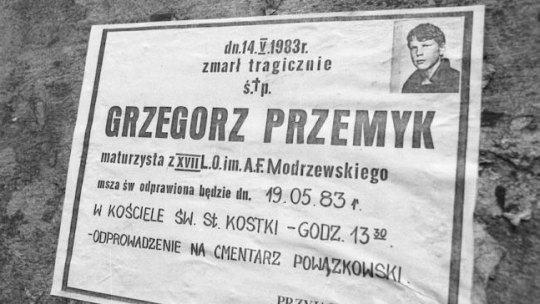 dn. 14. V. 1983r.
zmarł tragicznie
ś.†p.
GRZEGORZ PRZEMYK
maturzysta z XVII L.O. im. A.F. Modrzewskiego
msza św odprawiona będzie dn. 19.05.83 r.
W KOŚCIELE ŚW. St. KOSTKI - GODZ. 13 30.
-ODPROWADZENIE NA CMENTARZ POWĄZKOWSKI.